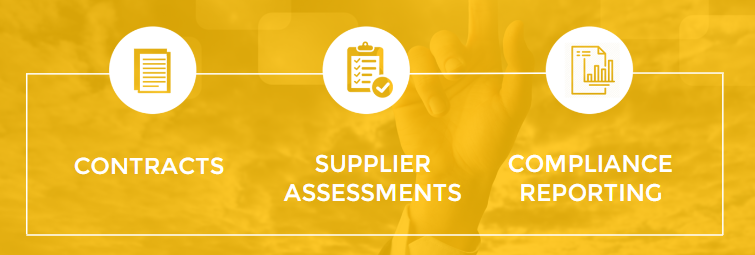 CONTRACTS
SUPPLIER
ASSESSMENTS
COMPLIANCE
REPORTING